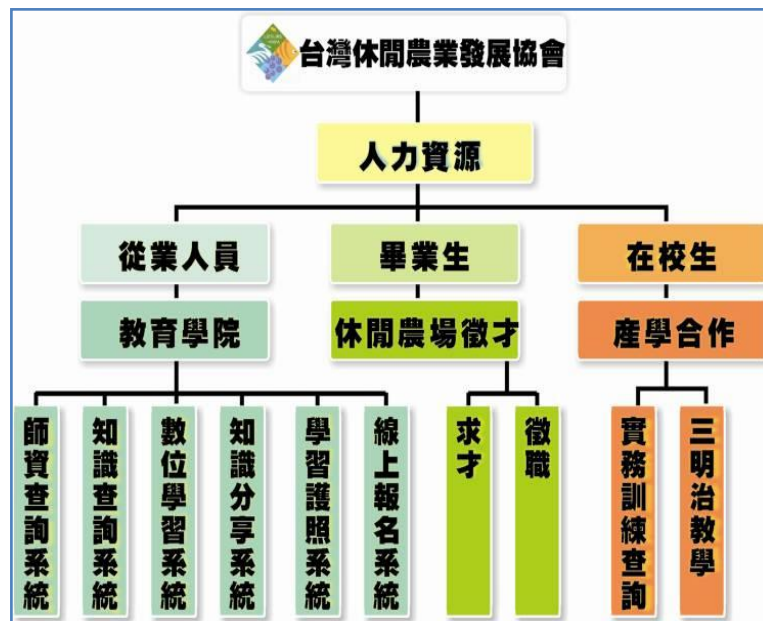 台灣休閒農業發展協會
人力資源
從業人員
畢業生
在校生
教育學院
休閒農場徵才
產學合作
師資查詢系統
知識查詢系統
數位學習系統
知識分享系統
學習護照系統
線上報名系統
求才
徵職
實務訓練查詢
三明治教學